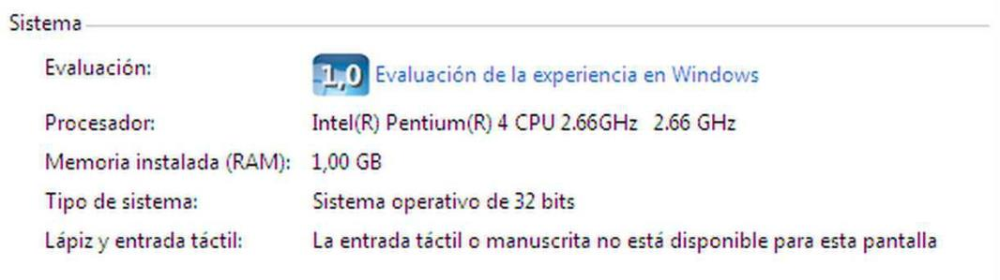 Sistema
Evaluación: 1,0 Evaluación de la experiencia en Windows
Procesador: Intel(R) Pentium(R) 4 CPU 2.66GHz 2.66 GHz
Memoria instalada (RAM): 1,00 GB
Tipo de sistema: Sistema operativo de 32 bits
Lápiz y entrada táctil: La entrada táctil o manuscrita no está disponible para esta pantalla